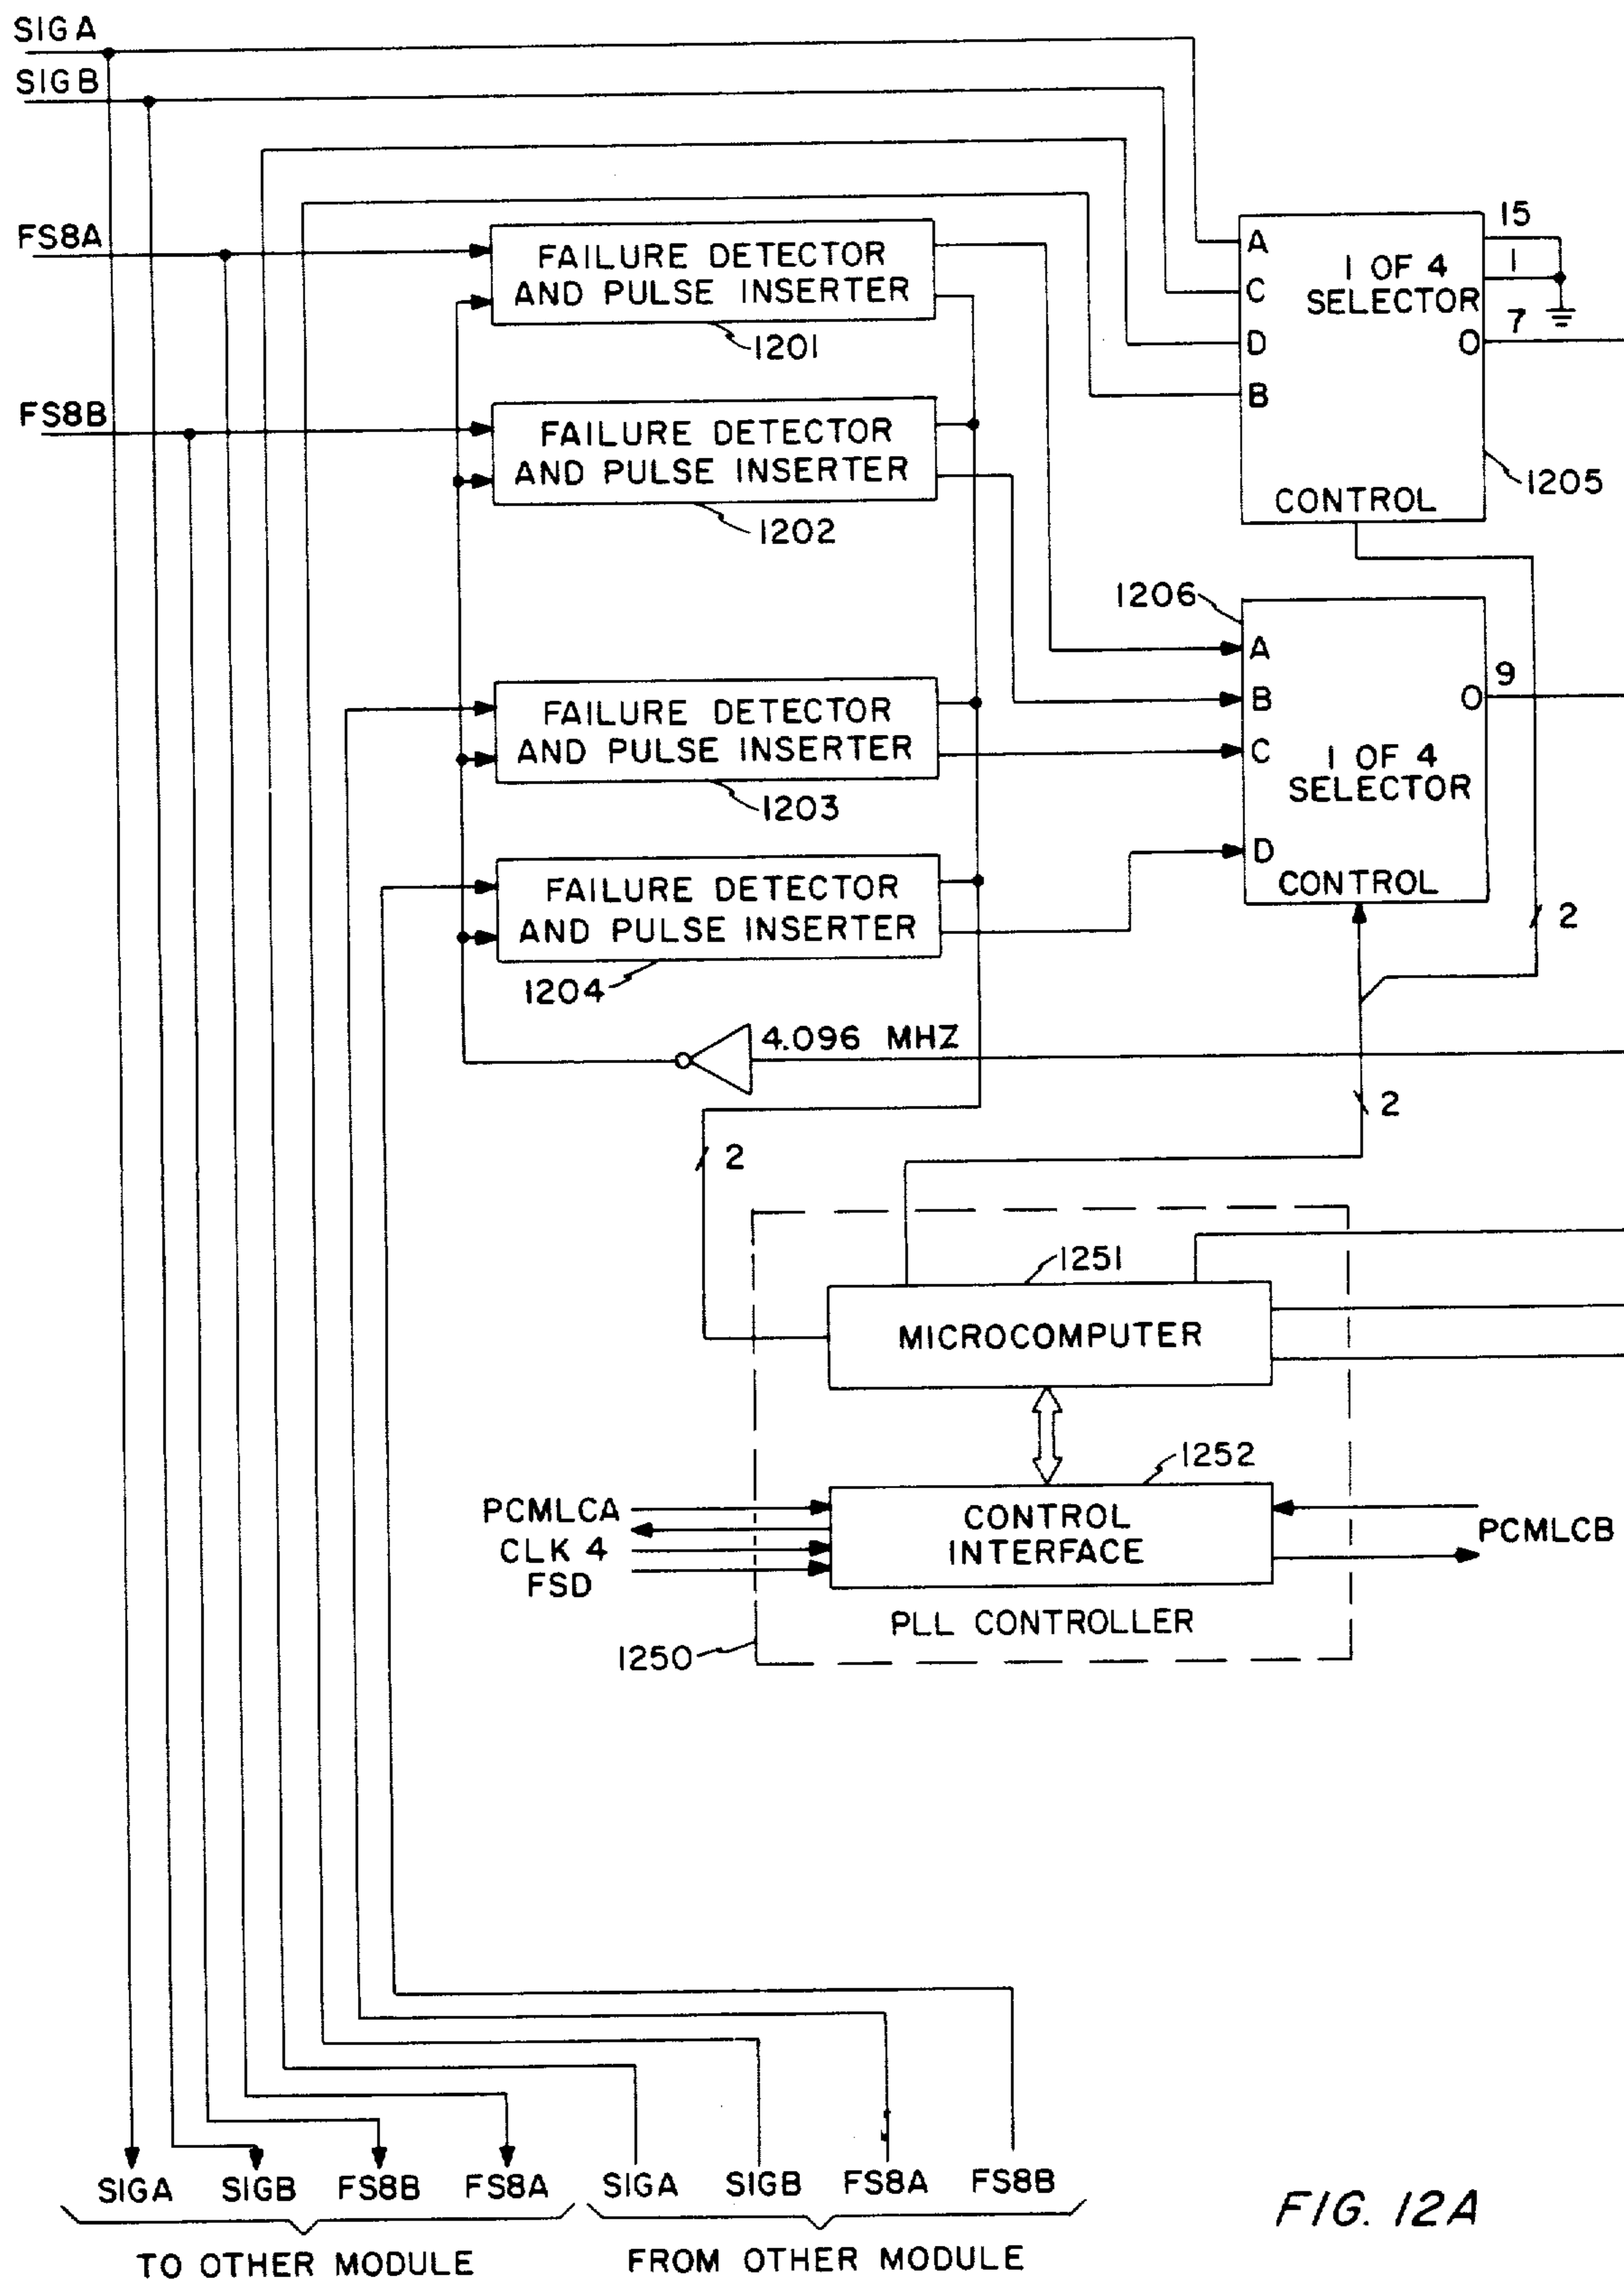 SIGA
SIGB
FS8A
FAILURE DETECTOR
AND PULSE INSERTER
1201
A
C
D
B
1 OF 4
SELECTOR
O
CONTROL
15
1
7
1205
FS8B
FAILURE DETECTOR
AND PULSE INSERTER
1202
1206
A
B
C
D
O
1 OF 4
SELECTOR
CONTROL
9
FAILURE DETECTOR
AND PULSE INSERTER
1203
FAILURE DETECTOR
AND PULSE INSERTER
1204
2
4.096 MHZ
2
2
1251
MICROCOMPUTER
1252
PCMLCA
CLK 4
FSD
CONTROL
INTERFACE
PCMLCB
PLL CONTROLLER
1250
SIGA SIGB FS8B FS8A SIGA SIGB FS8A FS8B
TO OTHER MODULE FROM OTHER MODULE
FIG. 12A